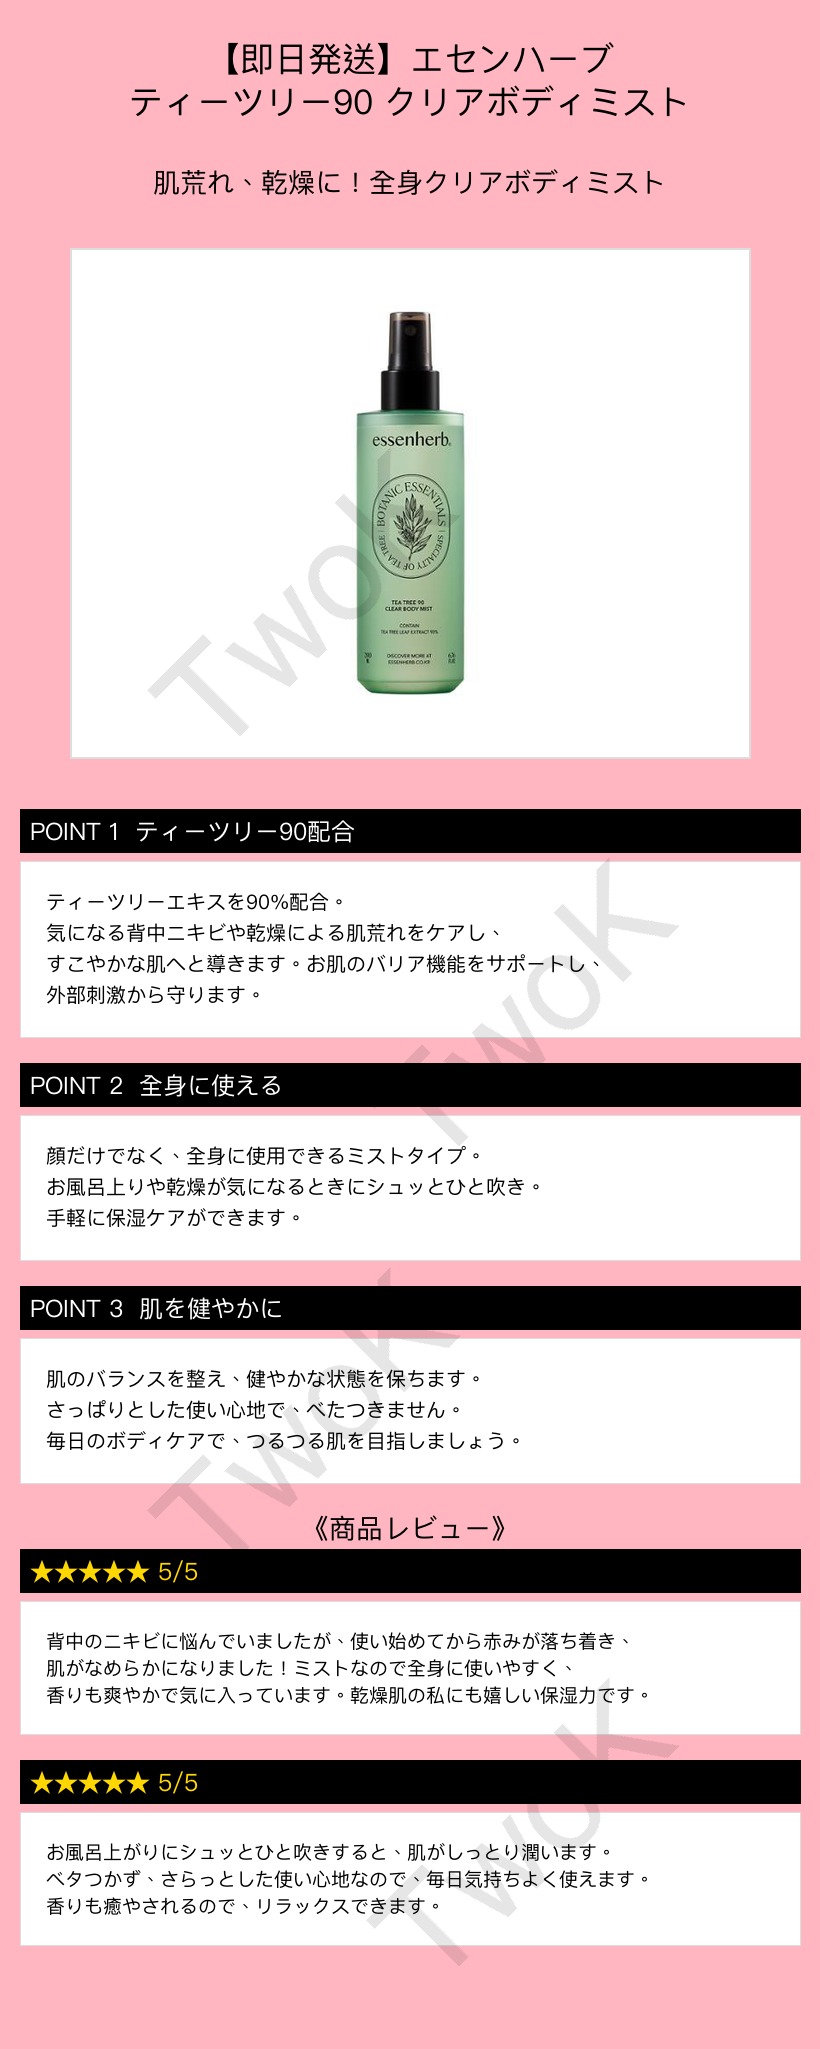 【即日発送】エセンハーブ
ティーツリー90 クリアボディミスト
肌荒れ、乾燥に！全身クリアボディミスト
essenherb.
BOTANIC ESSENTIALS
SPECIALTY OF TEA TREE
TEA TREE 90
CLEAR BODY MIST
CONTAIN
TEA TREE LEAF EXTRACT 90%
DISCOVER MORE AT
ESSENHERB.CO.KR
TwoK
POINT 1 ティーツリー90配合
ティーツリーエキスを90%配合。
気になる背中ニキビや乾燥による肌荒れをケアし、
すこやかな肌へと導きます。お肌のバリア機能をサポートし、
外部刺激から守ります。
TwoK
POINT 2 全身に使える
顔だけでなく、全身に使用できるミストタイプ。
お風呂上りや乾燥が気になるときにシュッとひと吹き。
手軽に保湿ケアができます。
POINT 3 肌を健やかに
肌のバランスを整え、健やかな状態を保ちます。
さっぱりとした使い心地で、べたつきません。
毎日のボディケアで、つるつる肌を目指しましょう。
TwoK
《商品レビュー》
★★★★★ 5/5
背中のニキビに悩んでいましたが、使い始めてから赤みが落ち着き、
肌がなめらかになりました！ミストなので全身に使いやすく、
香りも爽やかで気に入っています。乾燥肌の私にも嬉しい保湿力です。
★★★★★ 5/5
お風呂上がりにシュッとひと吹きすると、肌がしっとり潤います。
ベタつかず、さらっとした使い心地なので、毎日気持ちよく使えます。
香りも癒やされるので、リラックスできます。
TwoK